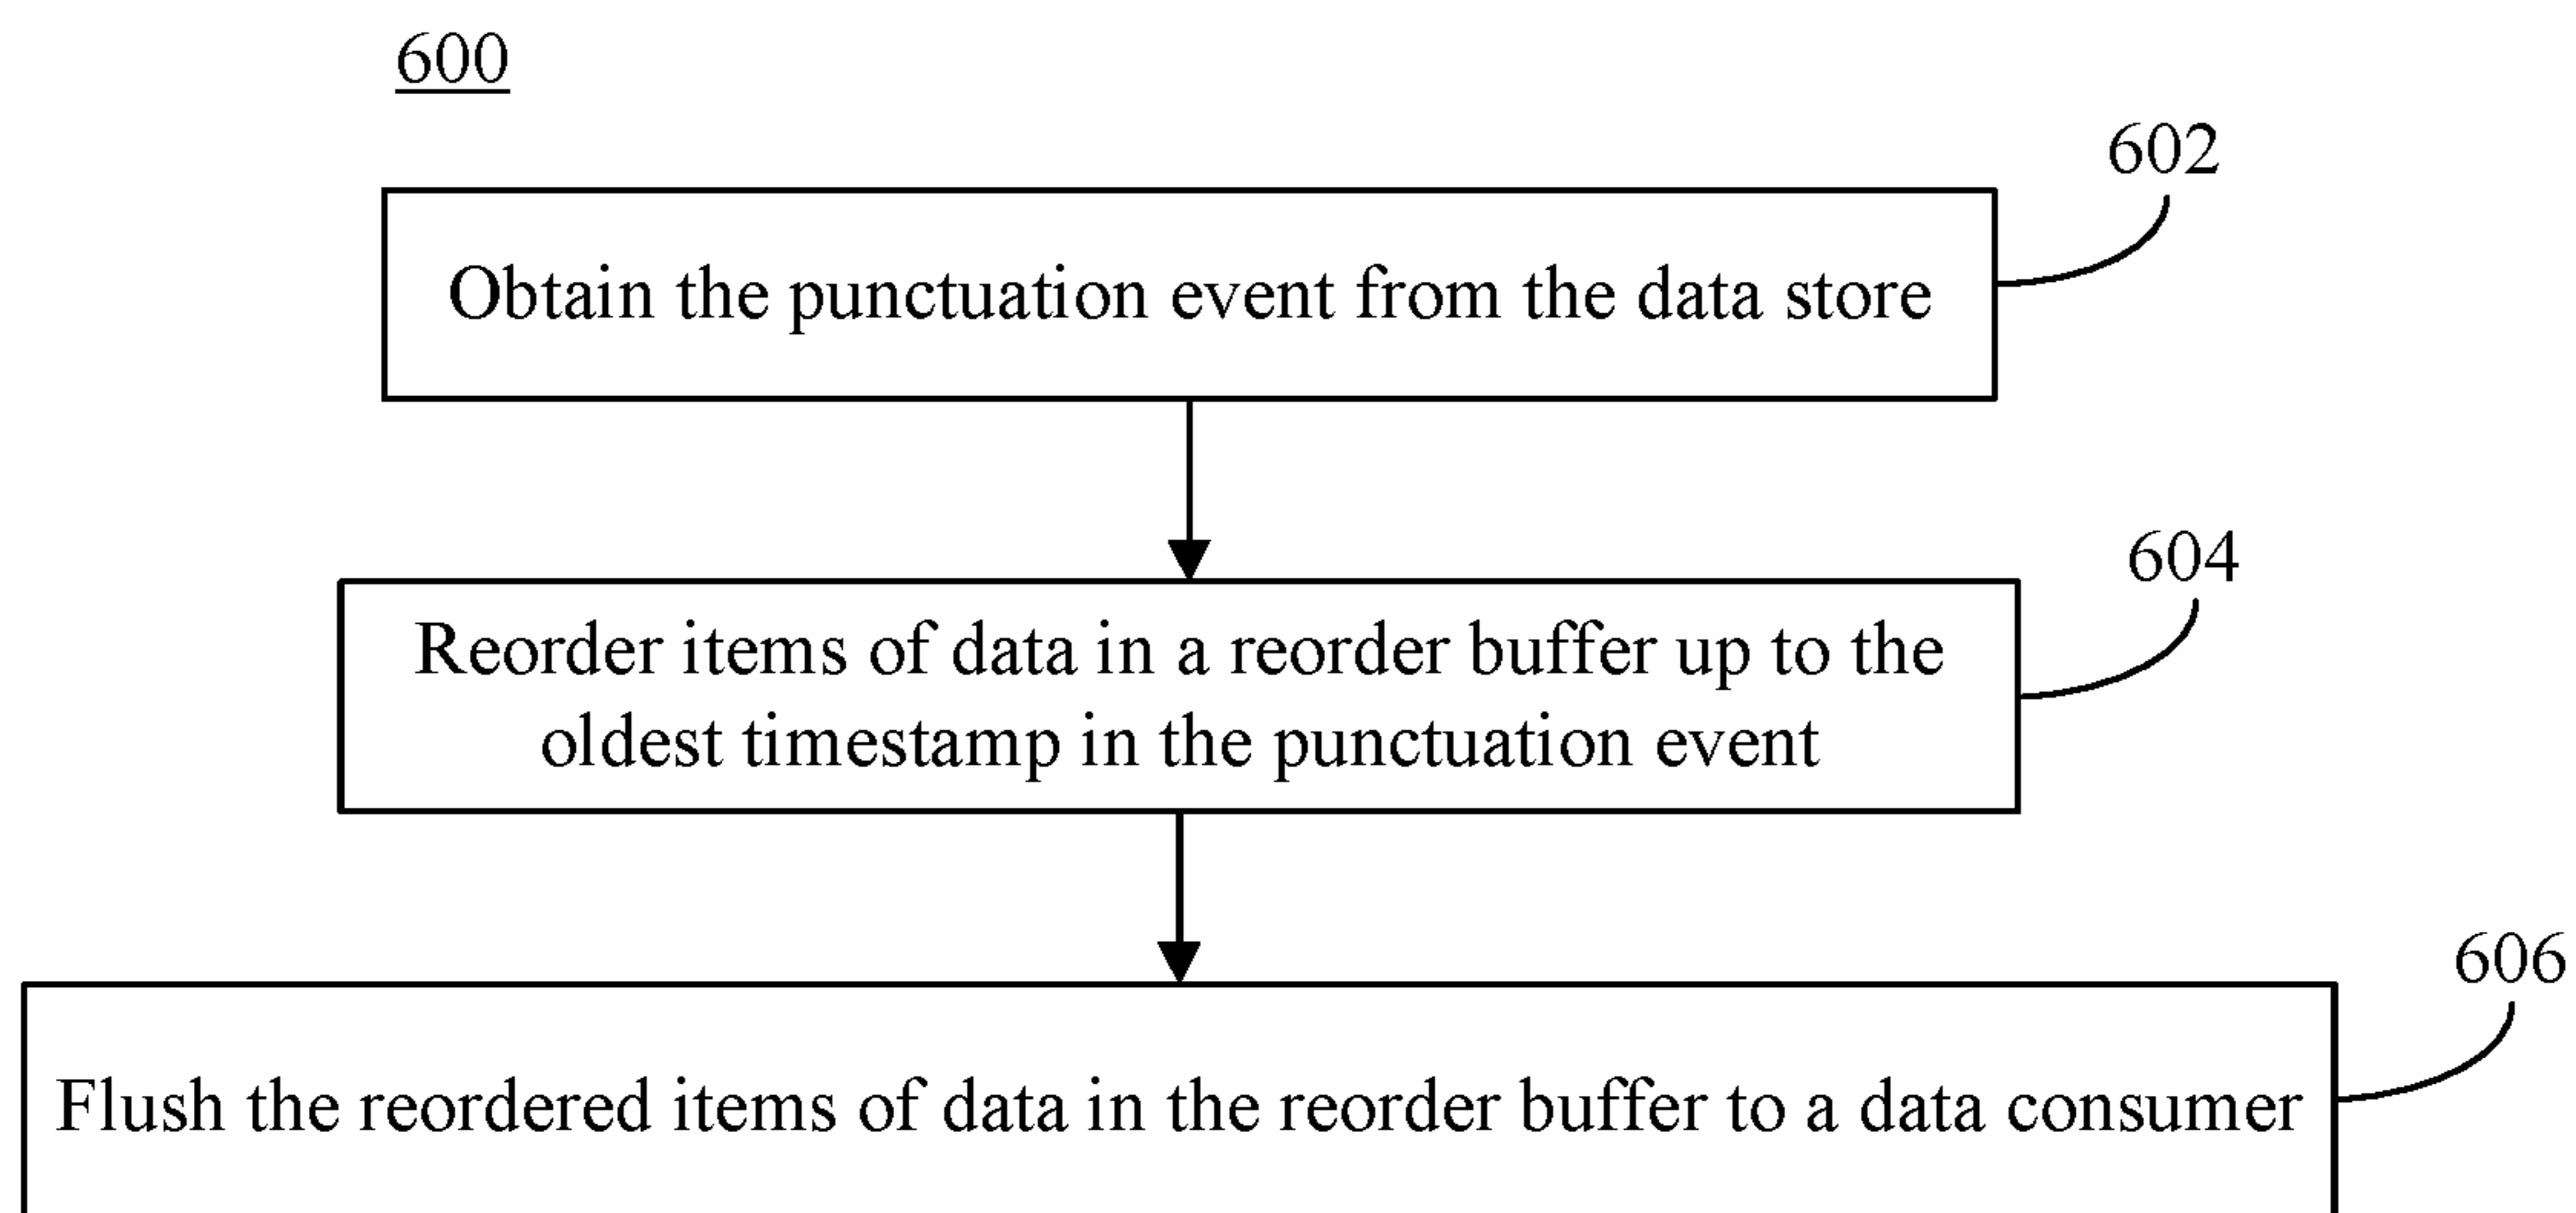 600
602
Obtain the punctuation event from the data store
604
Reorder items of data in a reorder buffer up to the
oldest timestamp in the punctuation event
606
Flush the reordered items of data in the reorder buffer to a data consumer